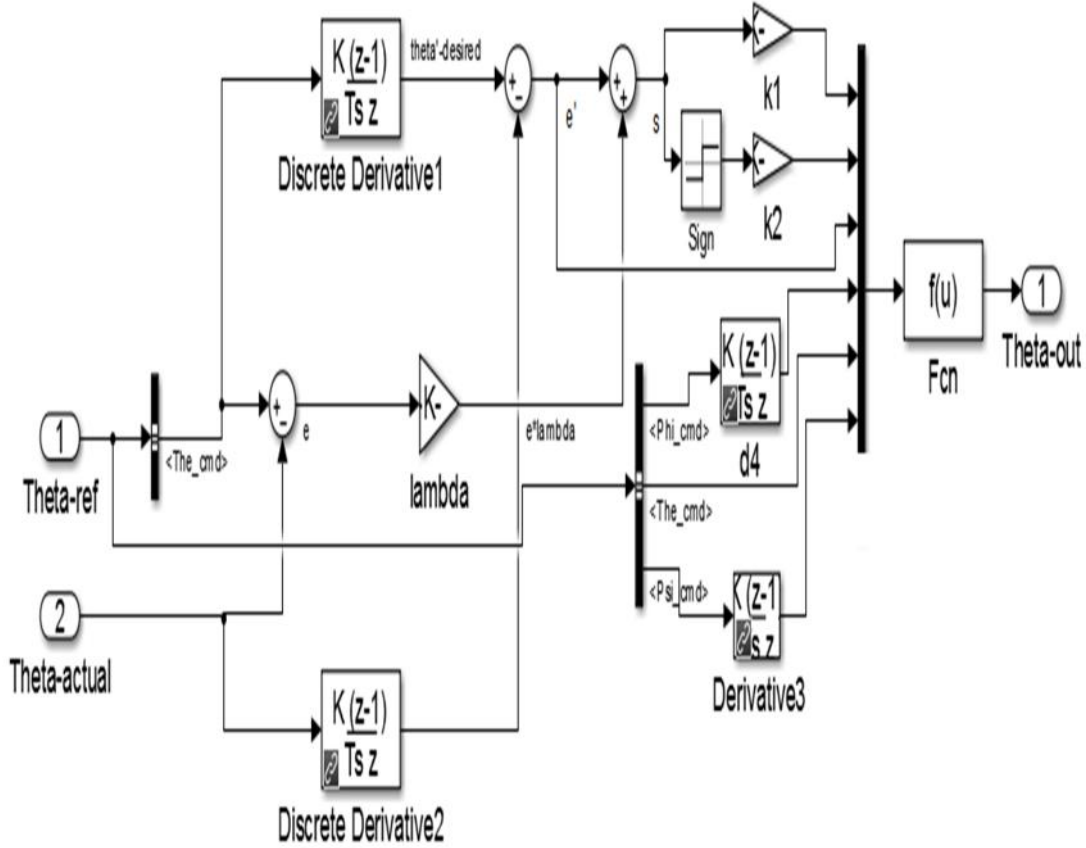 K (z-1)
Ts z
Discrete Derivative1
theta'-desired
+
-
e'
+
+
s
K-
k1
K-
k2
Sign
1
Theta-ref
<The_cmd>
+
-
e
K-
lambda
e*lambda
<Phi_cmd>
K (z-1)
Ts z
d4
<The_cmd>
<Psi_cmd>
K (z-1
s z
Derivative3
f(u)
Fcn
1
Theta-out
2
Theta-actual
K (z-1)
Ts z
Discrete Derivative2